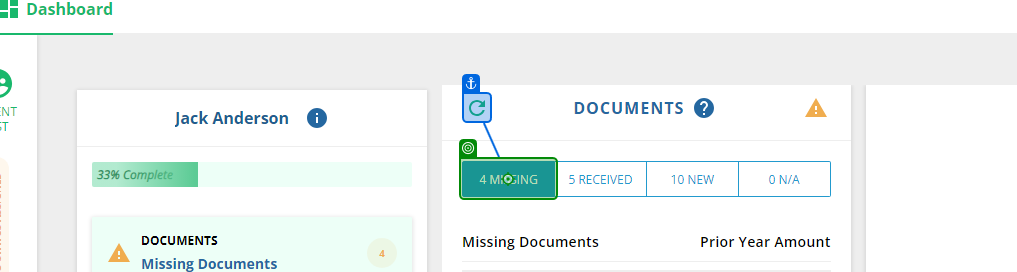 Dashboard
ENT
ST
Jack Anderson
33% Complete
DOCUMENTS
Missing Documents
4
DOCUMENTS
4 MISSING
5 RECEIVED
10 NEW
0 N/A
Missing Documents
Prior Year Amount